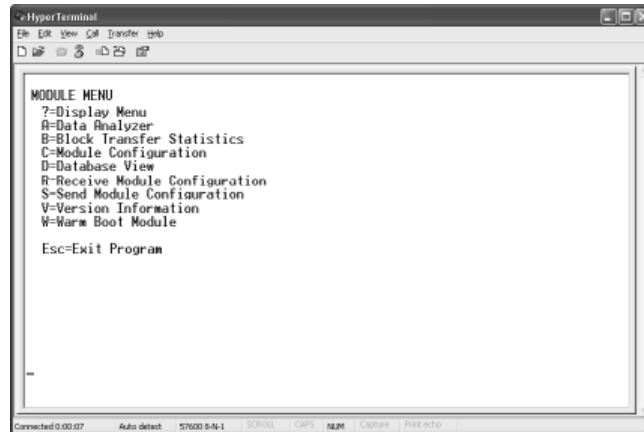 HyperTerminal
File Edit View Call Transfer Help
MODULE MENU
?=Display Menu
A=Data Analyzer
B=Block Transfer Statistics
C=Module Configuration
D=Database View
R=Receive Module Configuration
S=Send Module Configuration
V=Version Information
W=Warm Boot Module
Esc=Exit Program
Connected 0:00:07 Auto detect 57600 8-N-1 SCROLL CAPS NUM Capture Print echo